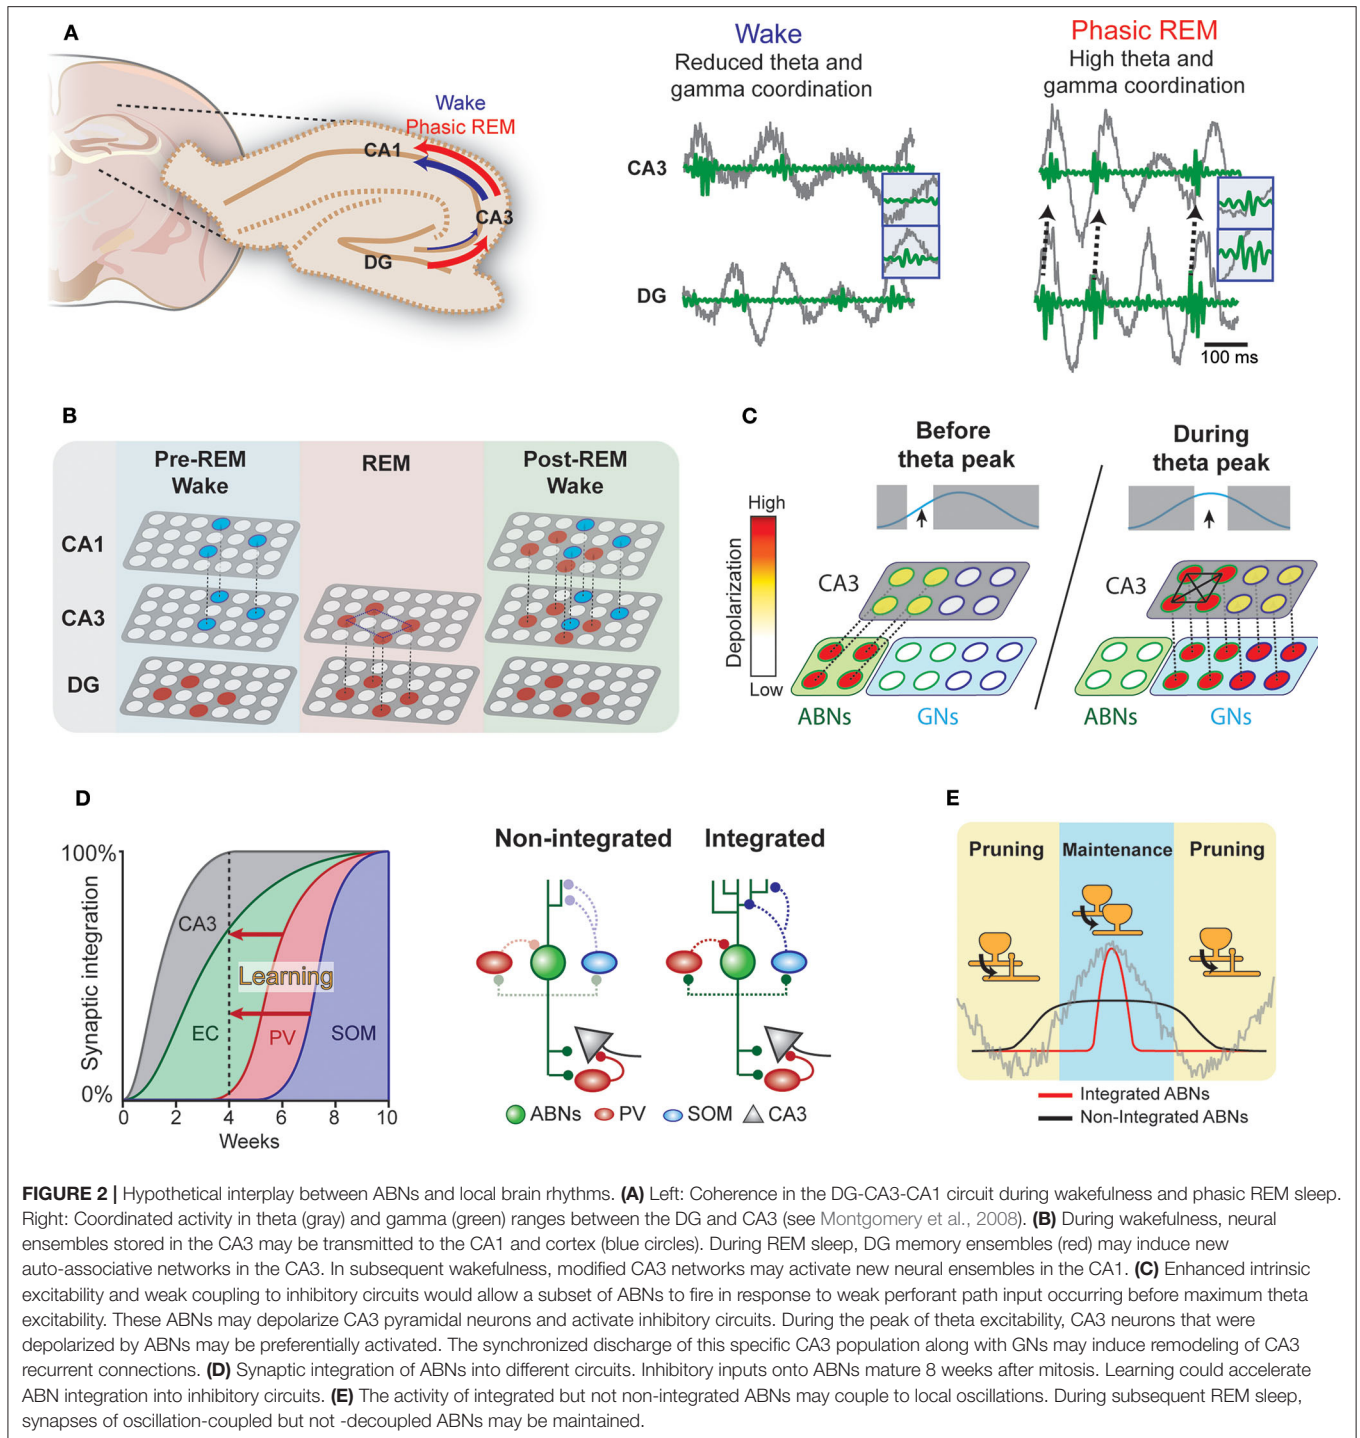 A
Wake
Phasic REM
CA1
CA3
DG
Wake
Reduced theta and
gamma coordination
Phasic REM
High theta and
gamma coordination
CA3
DG
100 ms
B
Pre-REM
Wake
REM
Post-REM
Wake
CA1
CA3
DG
C
Before
theta peak
During
theta peak
High
Depolarization
Low
CA3
ABNs
GNs
CA3
ABNs
GNs
D
100%
Synaptic integration
0%
CA3
Learning
EC
PV
SOM
0 2 4 6 8 10
Weeks
Non-integrated
Integrated
ABNs PV SOM CA3
E
Pruning
Maintenance
Pruning
Integrated ABNs
Non-Integrated ABNs
FIGURE 2 | Hypothetical interplay between ABNs and local brain rhythms. (A) Left: Coherence in the DG-CA3-CA1 circuit during wakefulness and phasic REM sleep.
Right: Coordinated activity in theta (gray) and gamma (green) ranges between the DG and CA3 (see Montgomery et al., 2008). (B) During wakefulness, neural
ensembles stored in the CA3 may be transmitted to the CA1 and cortex (blue circles). During REM sleep, DG memory ensembles (red) may induce new
auto-associative networks in the CA3. In subsequent wakefulness, modified CA3 networks may activate new neural ensembles in the CA1. (C) Enhanced intrinsic
excitability and weak coupling to inhibitory circuits would allow a subset of ABNs to fire in response to weak perforant path input occurring before maximum theta
excitability. These ABNs may depolarize CA3 pyramidal neurons and activate inhibitory circuits. During the peak of theta excitability, CA3 neurons that were
depolarized by ABNs may be preferentially activated. The synchronized discharge of this specific CA3 population along with GNs may induce remodeling of CA3
recurrent connections. (D) Synaptic integration of ABNs into different circuits. Inhibitory inputs onto ABNs mature 8 weeks after mitosis. Learning could accelerate
ABN integration into inhibitory circuits. (E) The activity of integrated but not non-integrated ABNs may couple to local oscillations. During subsequent REM sleep,
synapses of oscillation-coupled but not -decoupled ABNs may be maintained.